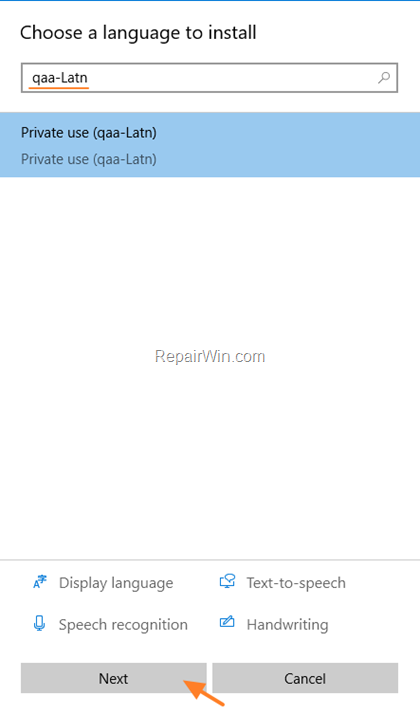 Choose a language to install
qaa-Latn
Private use (qaa-Latn)
Private use (qaa-Latn)
RepairWin.com
Display language
Text-to-speech
Speech recognition
Handwriting
Next
Cancel